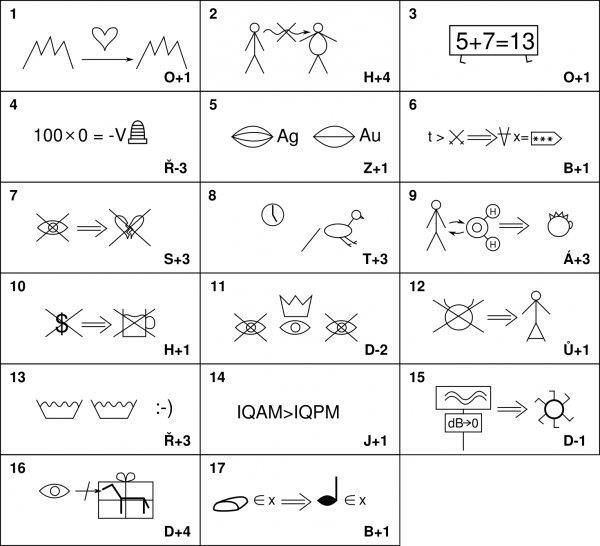 1
O+1
2
H+4
3
5+7=13
O+1
4
100×0 = -V
Ř-3
5
Ag Au
Z+1
6
t > ⇒ ∀ x= ***
B+1
7
⇒
S+3
8
T+3
9
H
⇒
H
Á+3
10
$ ⇒
H+1
11
D-2
12
⇒
Ů+1
13
:-)
Ř+3
14
IQAM>IQPM
J+1
15
dB→0
⇒
D-1
16
D+4
17
∈ x ⇒ ∈ x
B+1